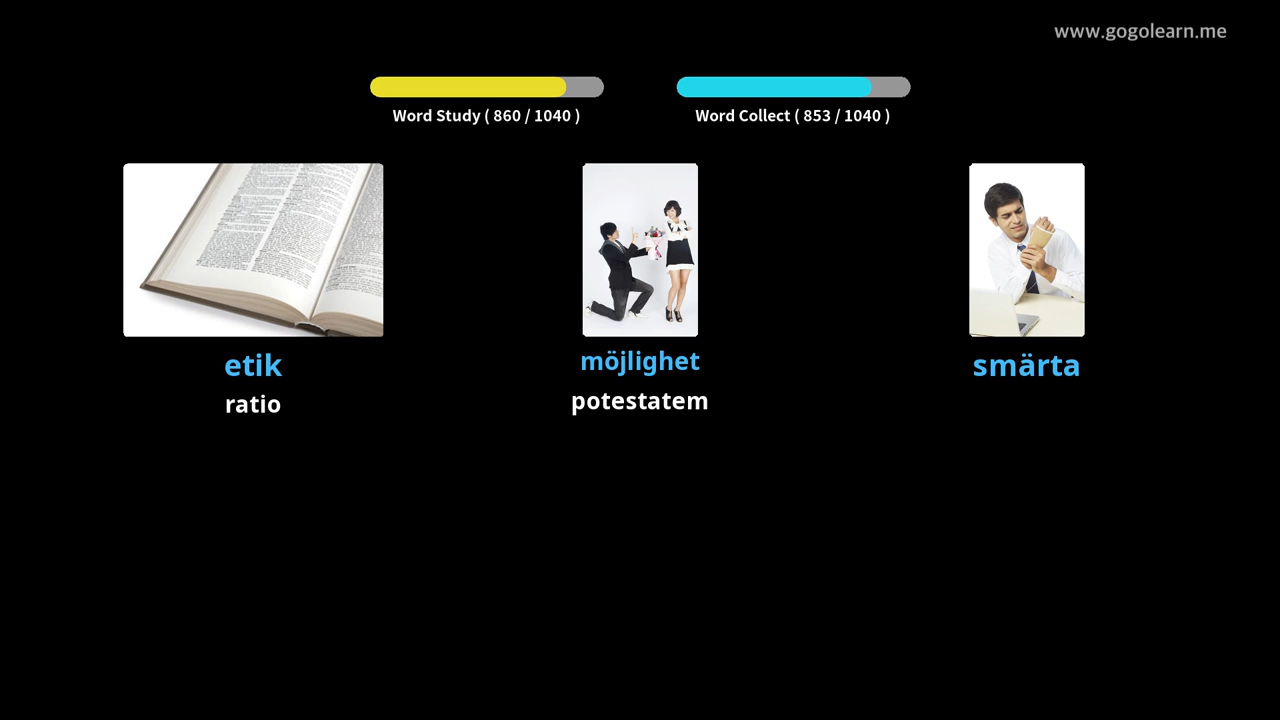 www.gogolearn.me
Word Study ( 860 / 1040 )
Word Collect ( 853 / 1040 )
etik
möjlighet
smärta
ratio
potestatem